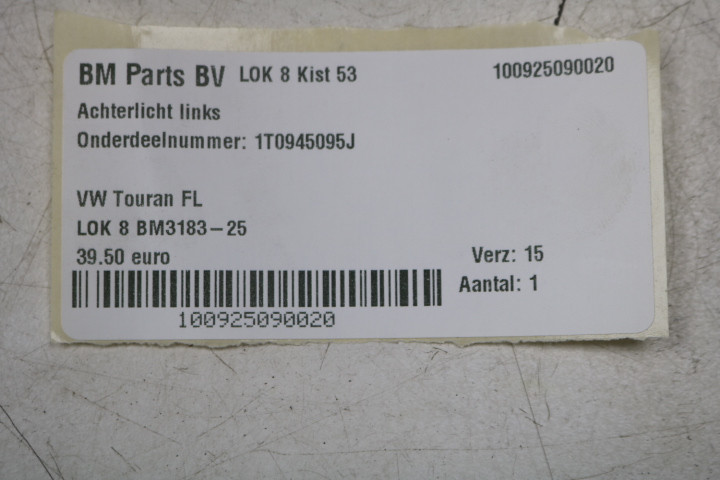 BM Parts BV LOK 8 Kist 53 100925090020
Achterlicht links
Onderdeelnummer: 1T0945095J
VW Touran FL
LOK 8 BM3183-25
39.50 euro Verz: 15
Aantal: 1
100925090020